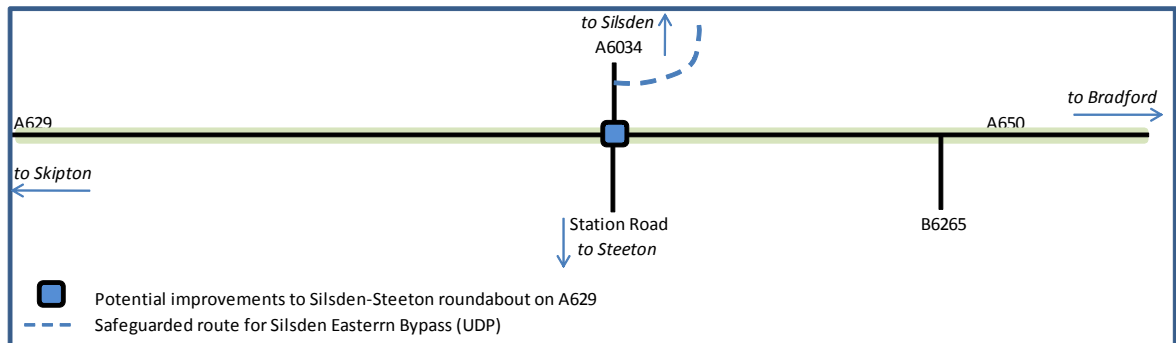 to Silsden
A6034
to Bradford
A629
A650
to Skipton
Station Road
B6265
to Steeton
Potential improvements to Silsden-Steeton roundabout on A629
Safeguarded route for Silsden Easterrn Bypass (UDP)